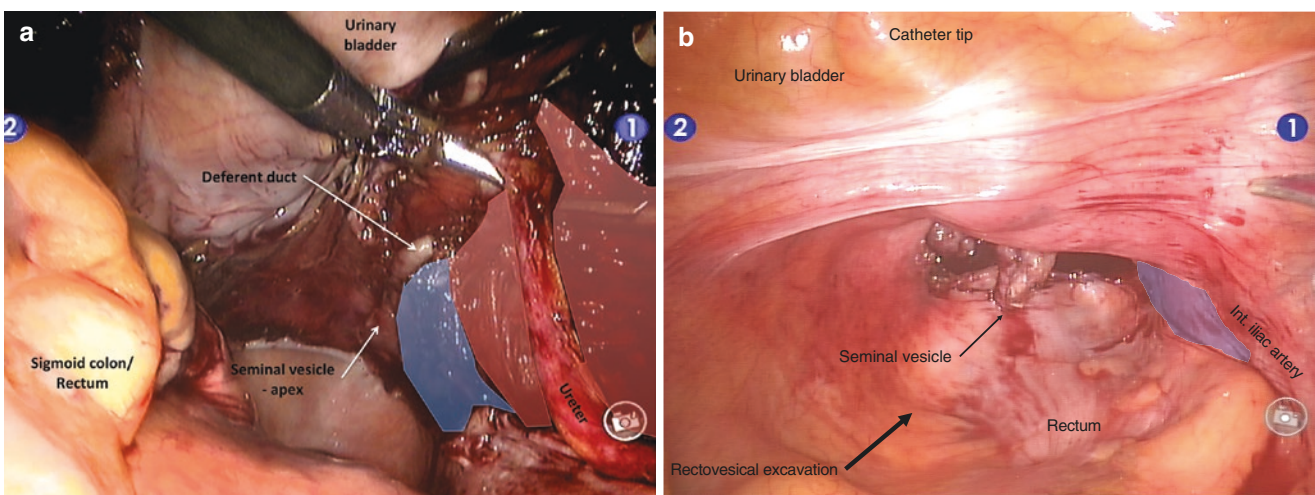 a
Urinary
bladder
2
1
Deferent duct
Sigmoid colon/
Rectum
Seminal vesicle
- apex
Ureter
b
Catheter tip
Urinary bladder
2
1
Seminal vesicle
Int. iliac artery
Rectum
Rectovesical excavation